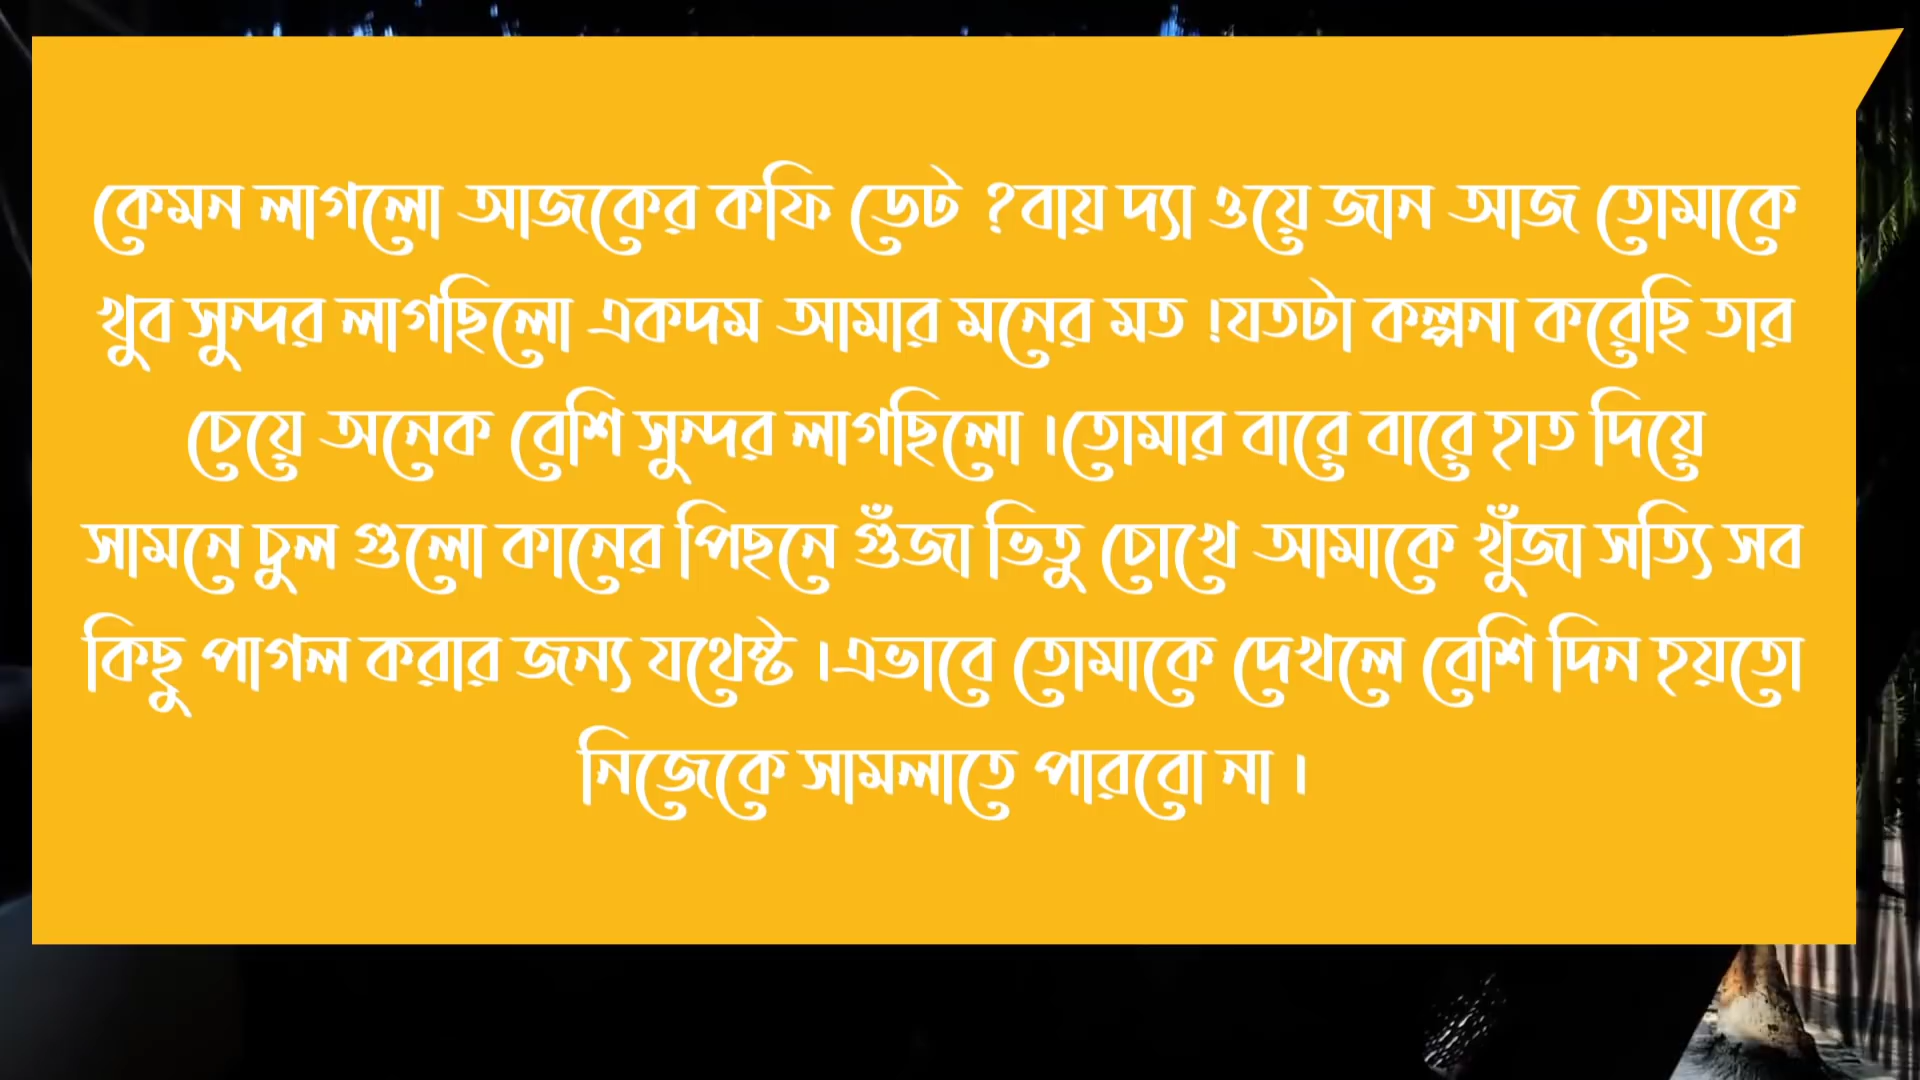 কেমন লাগলো আজকের কফি ডেট ?বায় দ্যা ওয়ে জান আজ তোমাকে
খুব সুন্দর লাগছিলো একদম আমার মনের মত !যতটা কল্পনা করেছি তার
চেয়ে অনেক বেশি সুন্দর লাগছিলো ।তোমার বারে বারে হাত দিয়ে
সামনে চুল গুলো কানের পিছনে গুঁজা ভিতু চোখে আমাকে খুঁজা সত্যি সব
কিছু পাগল করার জন্য যথেষ্ট ।এভাবে তোমাকে দেখলে বেশি দিন হয়তো
নিজেকে সামলাতে পারবো না ।